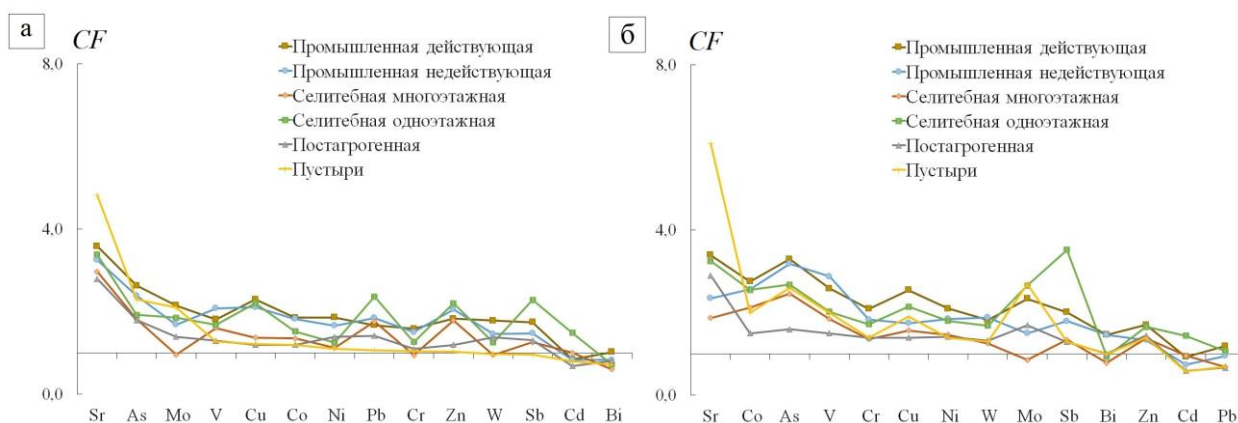 а
CF
8,0
Промышленная действующая
Промышленная недействующая
Селитебная многоэтажная
Селитебная одноэтажная
Постагрогенная
Пустыри
4,0
0,0
Sr As Mo V Cu Co Ni Pb Cr Zn W Sb Cd Bi
б
CF
8,0
Промышленная действующая
Промышленная недействующая
Селитебная многоэтажная
Селитебная одноэтажная
Постагрогенная
Пустыри
4,0
0,0
Sr Co As V Cr Cu Ni W Mo Sb Bi Zn Cd Pb